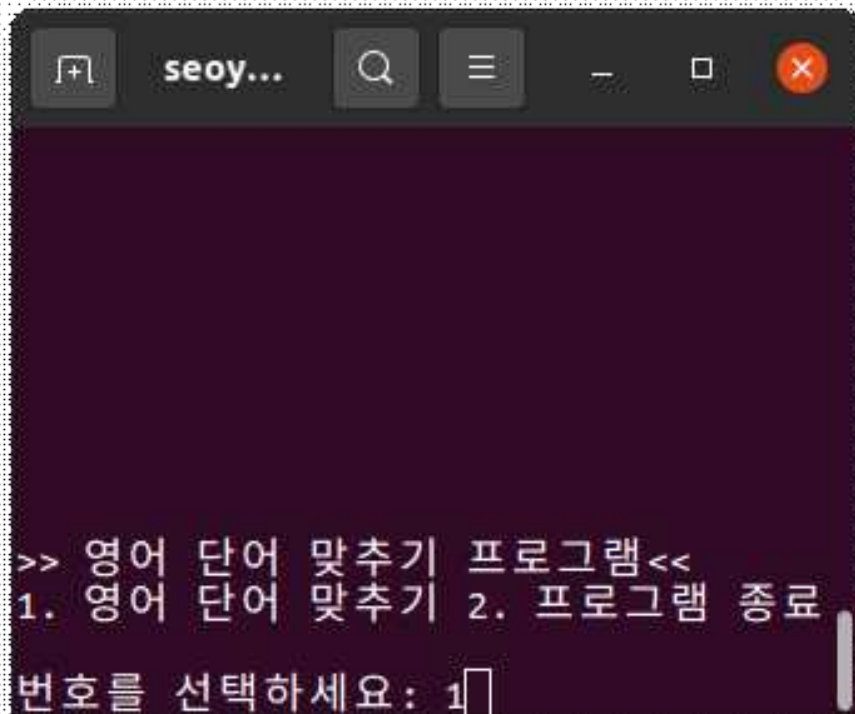 seoy...
>> 영어 단어 맞추기 프로그램<<
1. 영어 단어 맞추기 2. 프로그램 종료
번호를 선택하세요: 1